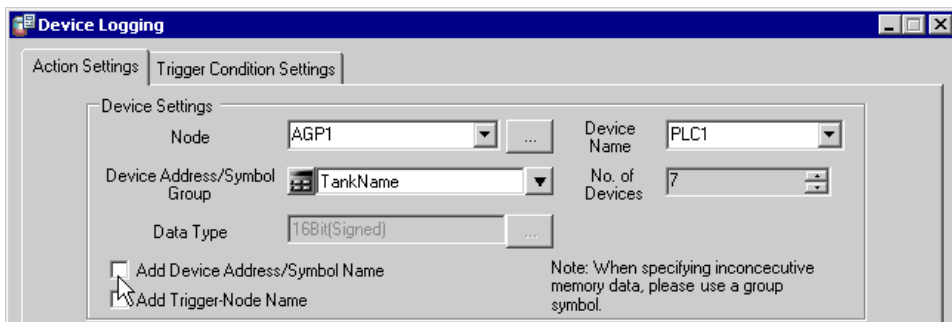 Device Logging
Action Settings Trigger Condition Settings
Device Settings
Node AGP1 ... Device Name PLC1
Device Address/Symbol Group TankName No. of Devices 7
Data Type 16Bit(Signed) ...
Add Device Address/Symbol Name
Add Trigger-Node Name
Note: When specifying inconcecutive
memory data, please use a group
symbol.